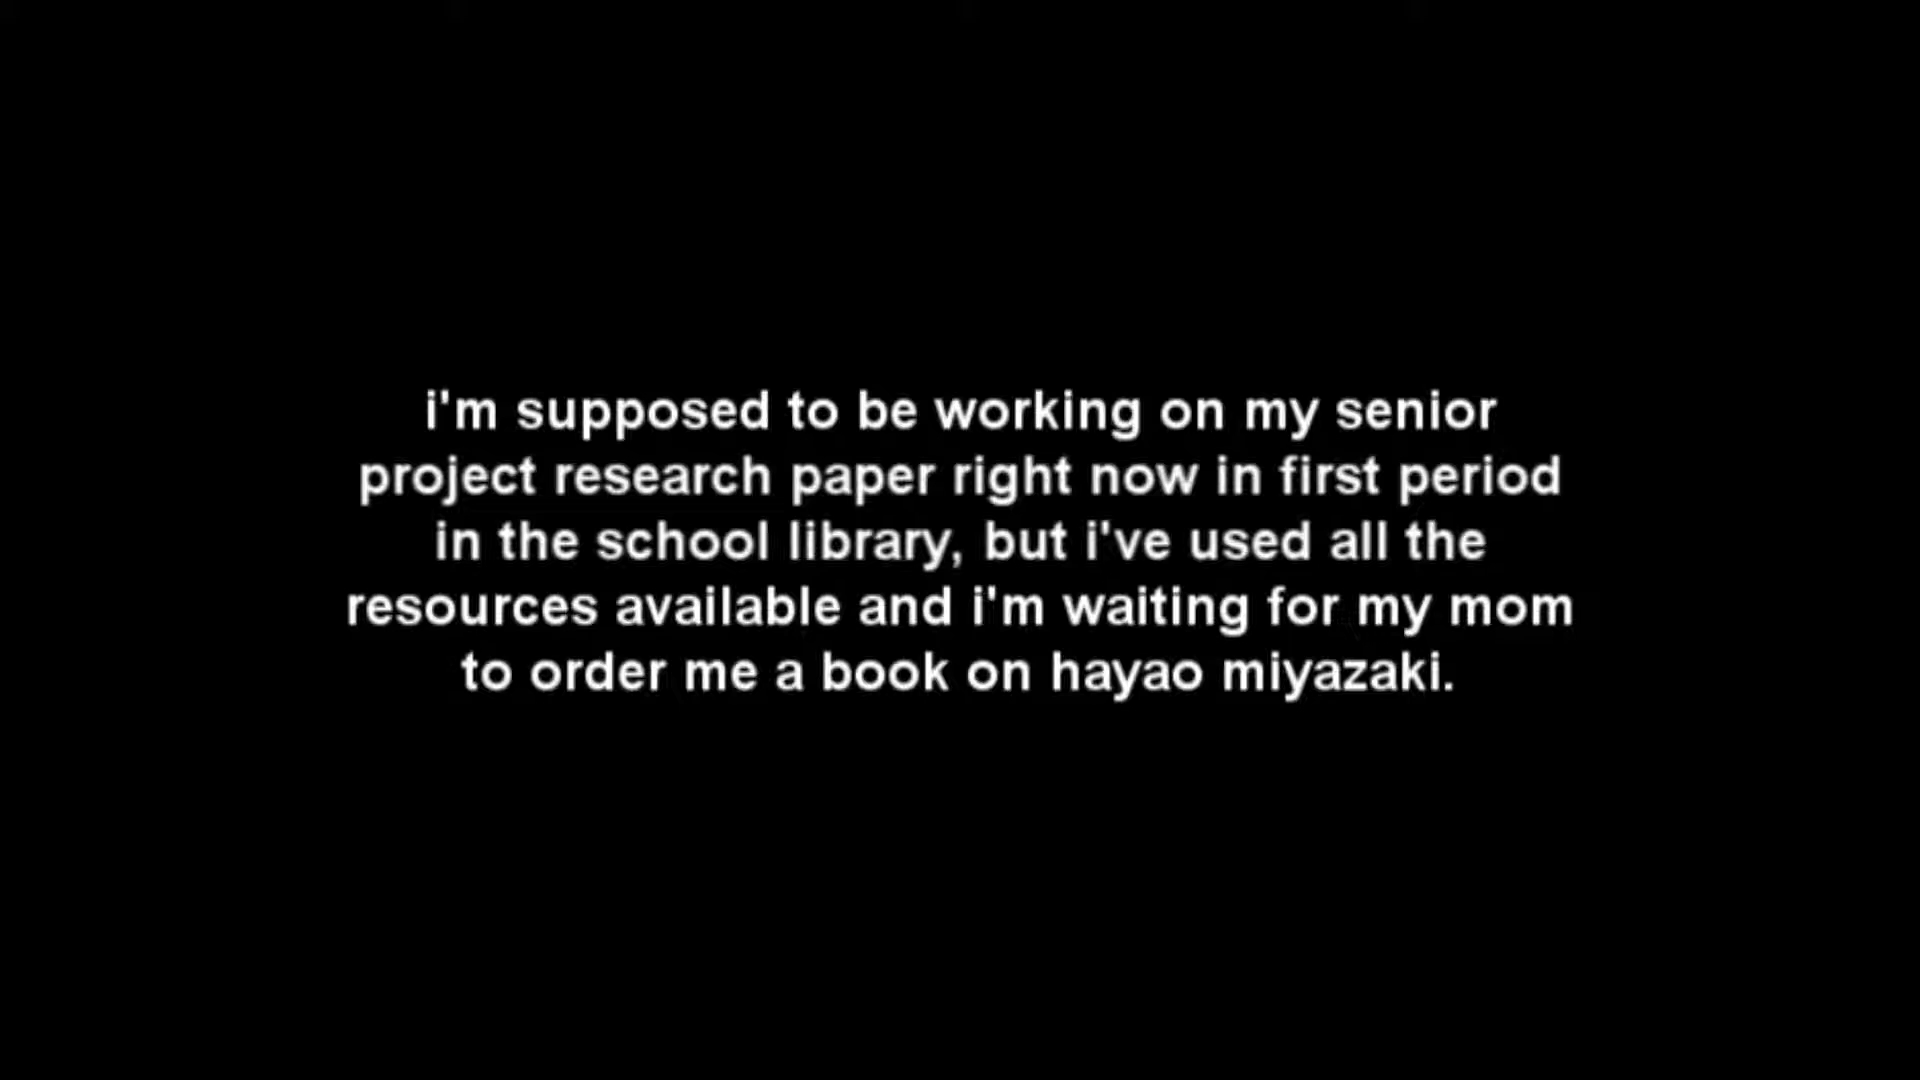 i'm supposed to be working on my senior
project research paper right now in first period
in the school library, but i've used all the
resources available and i'm waiting for my mom
to order me a book on hayao miyazaki.